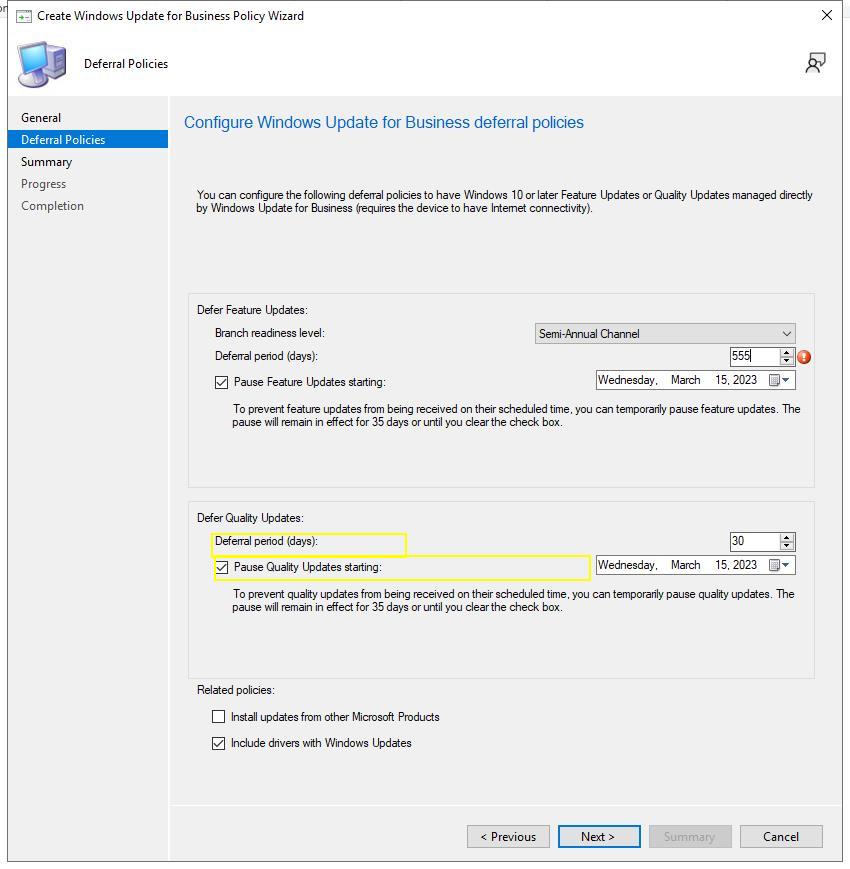 Create Windows Update for Business Policy Wizard
Deferral Policies
General
Deferral Policies
Summary
Progress
Completion
Configure Windows Update for Business deferral policies
You can configure the following deferral policies to have Windows 10 or later Feature Updates or Quality Updates managed directly
by Windows Update for Business (requires the device to have Internet connectivity).
Defer Feature Updates:
Branch readiness level: Semi-Annual Channel
Deferral period (days): 555
Pause Feature Updates starting: Wednesday, March 15, 2023
To prevent feature updates from being received on their scheduled time, you can temporarily pause feature updates. The
pause will remain in effect for 35 days or until you clear the check box.
Defer Quality Updates:
Deferral period (days): 30
Pause Quality Updates starting: Wednesday, March 15, 2023
To prevent quality updates from being received on their scheduled time, you can temporarily pause quality updates. The
pause will remain in effect for 35 days or until you clear the check box.
Related policies:
Install updates from other Microsoft Products
Include drivers with Windows Updates
< Previous Next > Summary Cancel